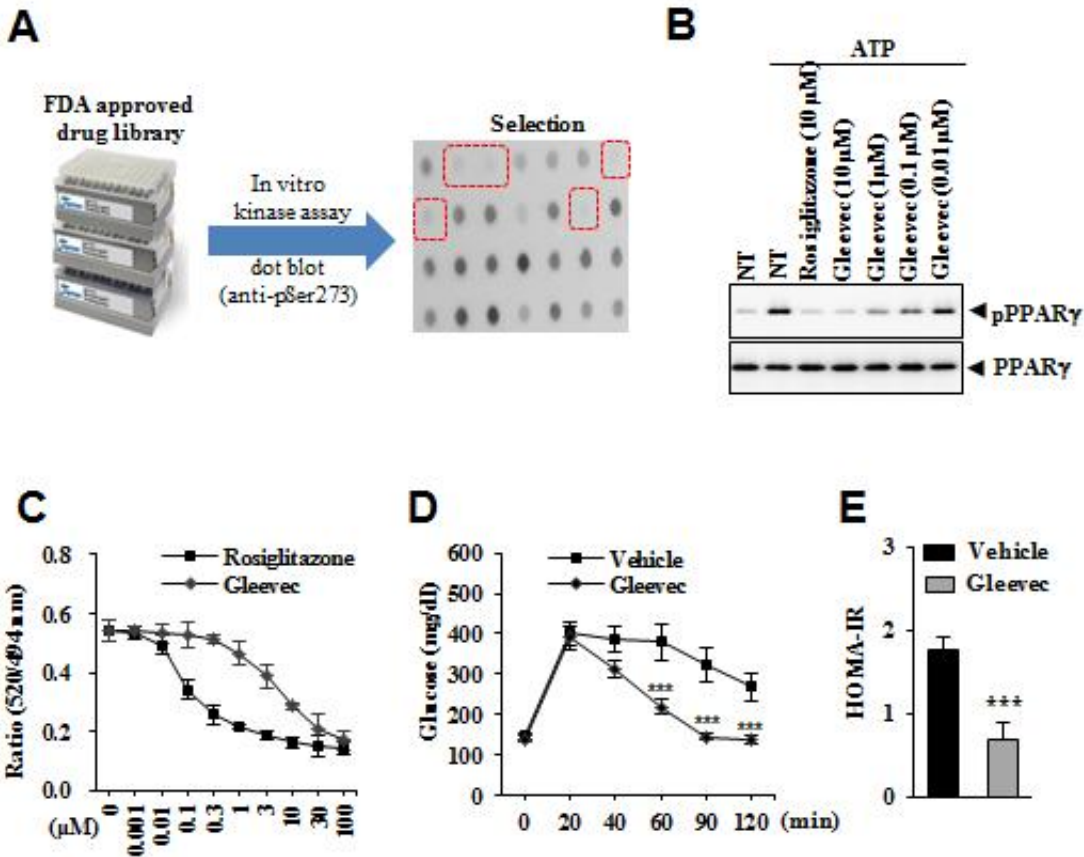 A
FDA approved
drug library
In vitro
kinase assay
dot blot
(anti-pSer273)
Selection
B
ATP
NT
NT
Rosiglitazone (10 μM)
Gleevec (10μM)
Gleevec (1μM)
Gleevec (0.1 μM)
Gleevec (0.01μM)
pPPARγ
PPARγ
C
Rosiglitazone
Gleevec
Ratio (520/494 nm)
0.8
0.6
0.4
0.2
0.0
0
0.001
0.01
0.1
0.3
1
3
10
30
100
(μM)
D
Vehicle
Gleevec
Glucose (mg/dl)
600
500
400
300
200
100
0
***
***
***
0 20 40 60 90 120 (min)
E
Vehicle
Gleevec
HOMA-IR
3
2
1
0
***